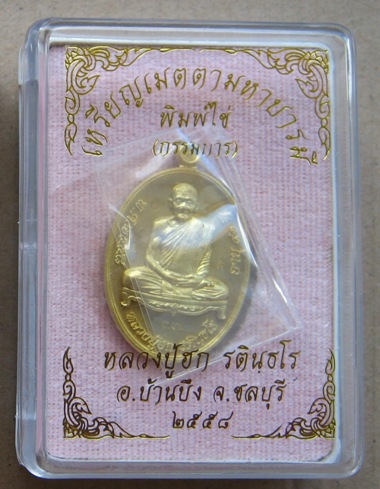 เหรียญเมตตามหาบารมี
พิมพ์ไข่
(กรรมการ)
หลวงปู่ฮก รตินฺธโร
อ.บ้านบึง จ.ชลบุรี
๒๕๕๘